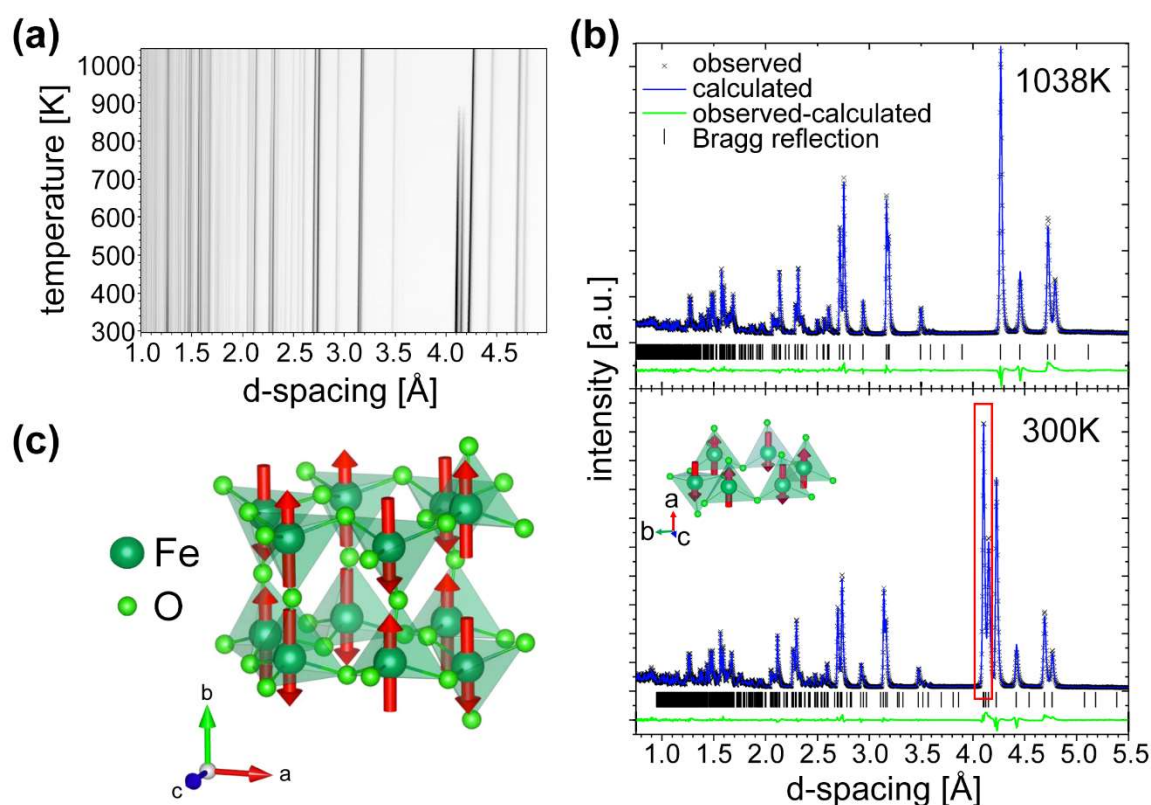 (a)
temperature [K]
1000
900
800
700
600
500
400
300
1.0 1.5 2.0 2.5 3.0 3.5 4.0 4.5
d-spacing [Å]
(b)
observed
calculated
observed-calculated
Bragg reflection
1038K
intensity [a.u.]
300K
a
b
c
1.0 1.5 2.0 2.5 3.0 3.5 4.0 4.5 5.0 5.5
d-spacing [Å]
(c)
Fe
O
b
a
c